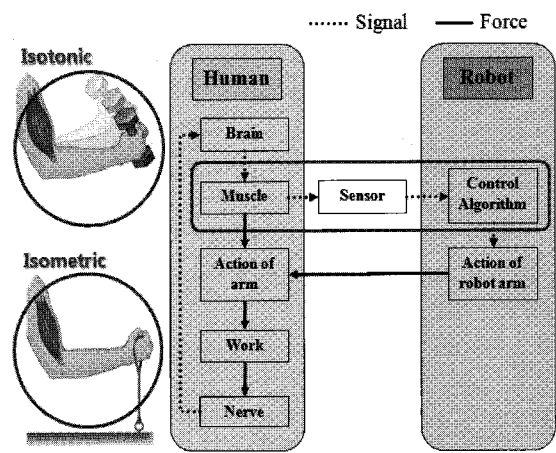 Signal
Force
Isotonic
Human
Robot
Brain
Muscle
Sensor
Control
Algorithm
Isometric
Action of
arm
Action of
robot arm
Work
Nerve